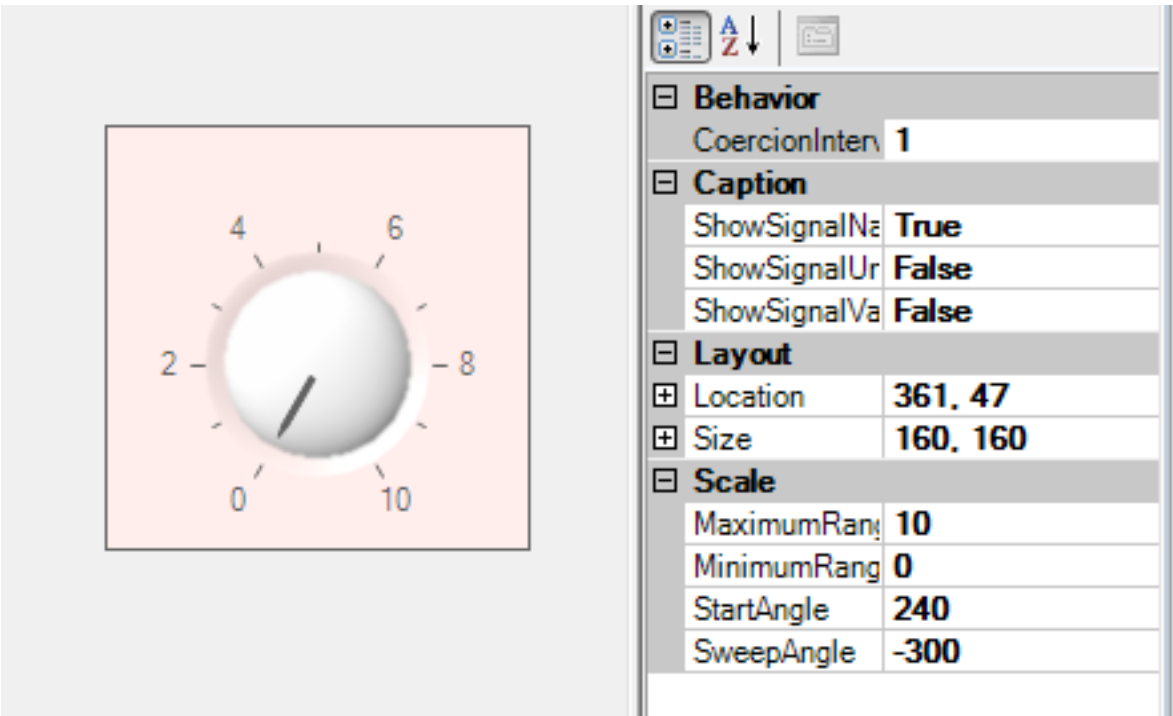 4 6
2 8
0 10
A
Z
Behavior
CoercionInterv 1
Caption
ShowSignalNa True
ShowSignalUr False
ShowSignalVa False
Layout
Location 361, 47
Size 160, 160
Scale
MaximumRang 10
MinimumRang 0
StartAngle 240
SweepAngle -300